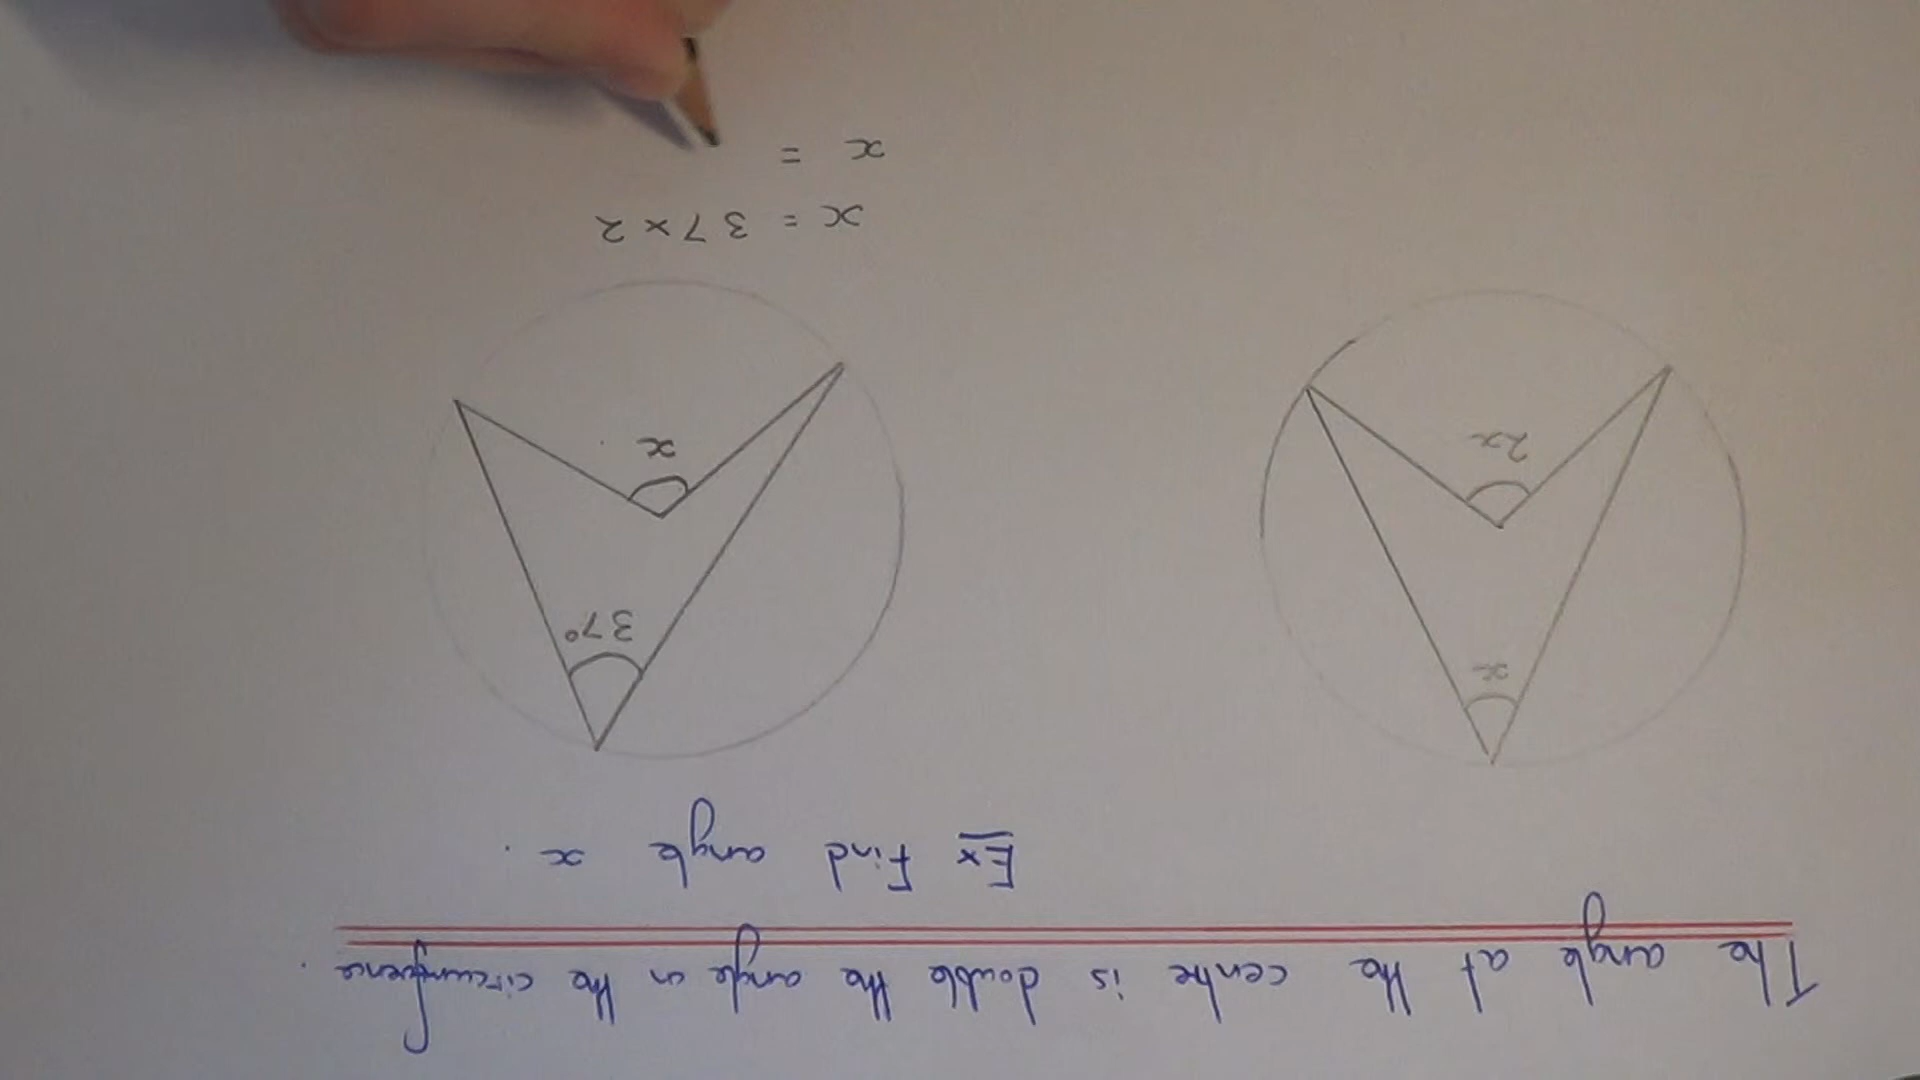 The angle at the centre is double the angle in the circumference.
Ex Find angle x.
x
2x
37°
x
x = 37 × 2
x =